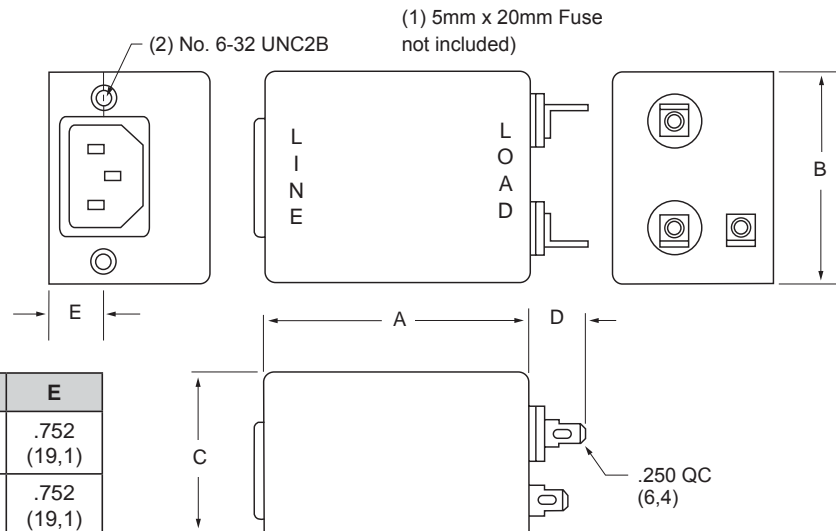 (1) 5mm x 20mm Fuse
not included)
(2) No. 6-32 UNC2B
L
I
N
E
L
O
A
D
B
E
A
D
E
.752
(19,1)
.752
(19,1)
C
.250 QC
(6,4)